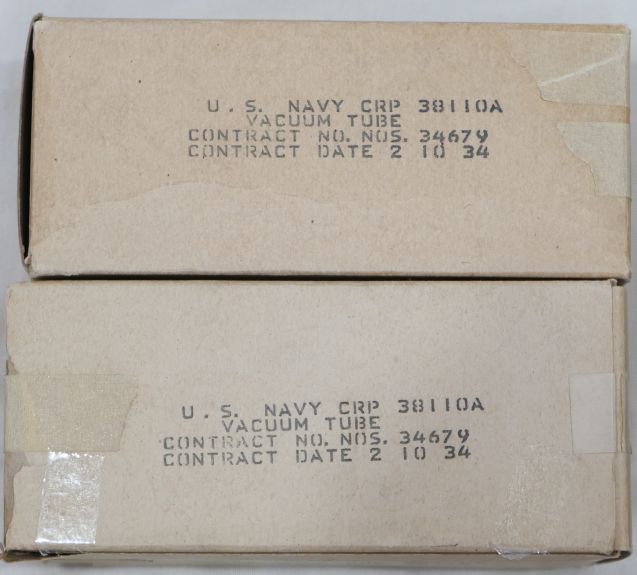 U. S. NAVY CRP 38110A
VACUUM TUBE
CONTRACT NO. NOS. 34679
CONTRACT DATE 2 10 34
U. S. NAVY CRP 38110A
VACUUM TUBE
CONTRACT NO. NOS. 34679
CONTRACT DATE 2 10 34